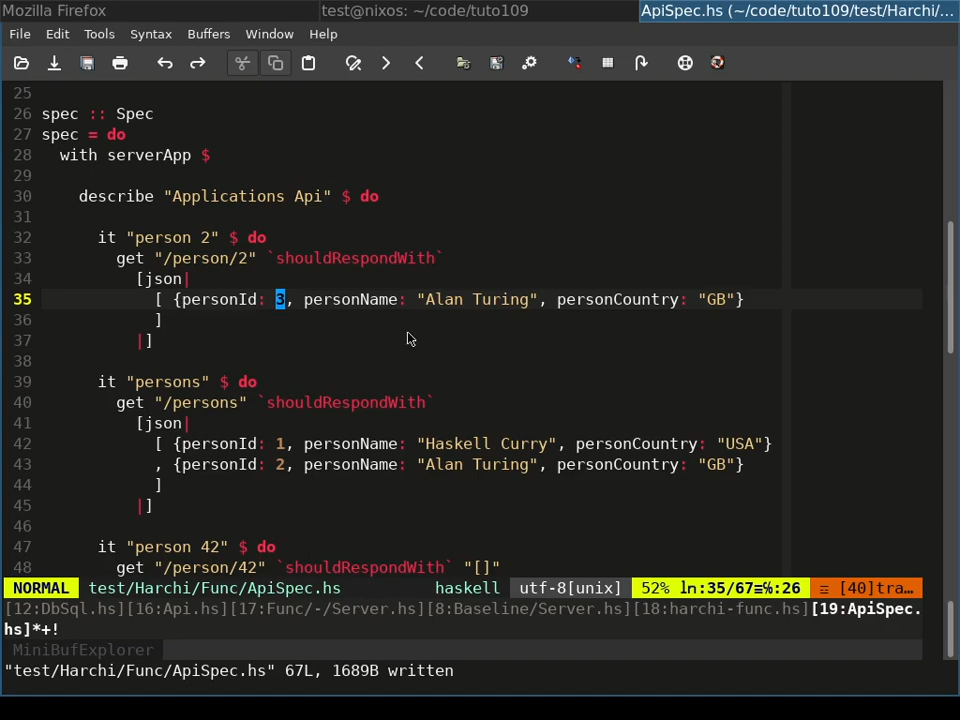 Mozilla Firefox
test@nixos: ~/code/tuto109
ApiSpec.hs (~/code/tuto109/test/Harchi/...
File Edit Tools Syntax Buffers Window Help
25
26 spec :: Spec
27 spec = do
28   with serverApp $
29
30     describe "Applications Api" $ do
31
32       it "person 2" $ do
33         get "/person/2" `shouldRespondWith`
34           [json|
35             [ {personId: 3, personName: "Alan Turing", personCountry: "GB"}
36             ]
37           |]
38
39       it "persons" $ do
40         get "/persons" `shouldRespondWith`
41           [json|
42             [ {personId: 1, personName: "Haskell Curry", personCountry: "USA"}
43             , {personId: 2, personName: "Alan Turing", personCountry: "GB"}
44             ]
45           |]
46
47       it "person 42" $ do
48         get "/person/42" `shouldRespondWith` "[]"
NORMAL test/Harchi/Func/ApiSpec.hs haskell utf-8[unix] 52% ln:35/67≡℅:26 ☲ [40]tra…
[12:DbSql.hs][16:Api.hs][17:Func/-/Server.hs][8:Baseline/Server.hs][18:harchi-func.hs][19:ApiSpec.
hs]*+!
MiniBufExplorer
"test/Harchi/Func/ApiSpec.hs" 67L, 1689B written